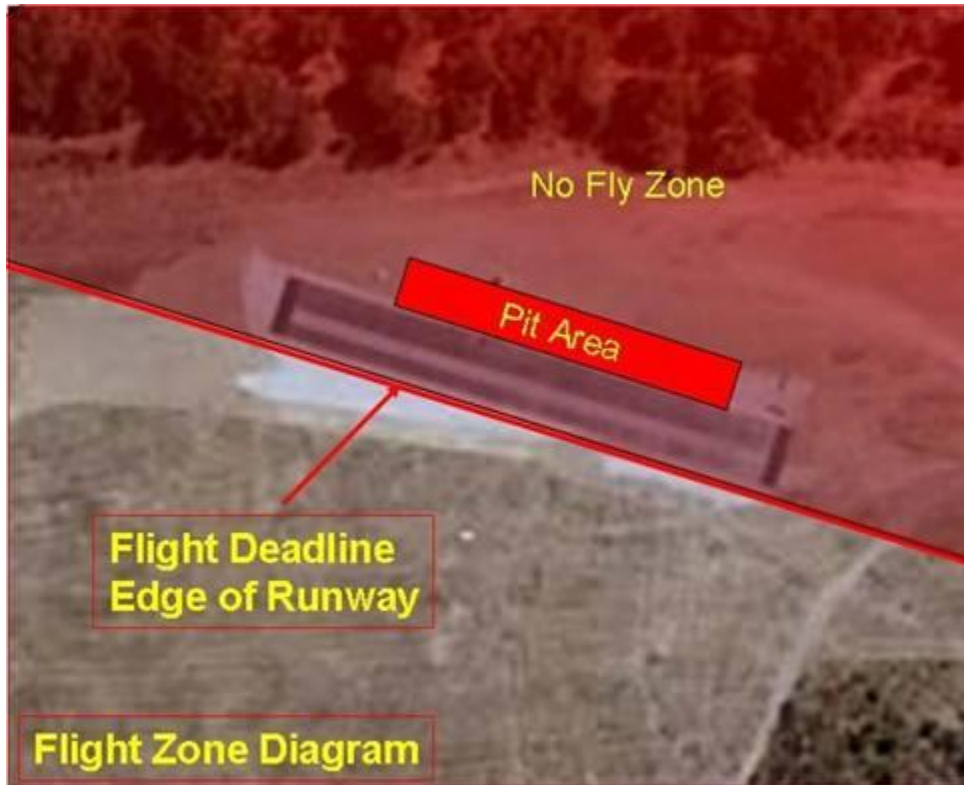 No Fly Zone
Pit Area
Flight Deadline
Edge of Runway
Flight Zone Diagram